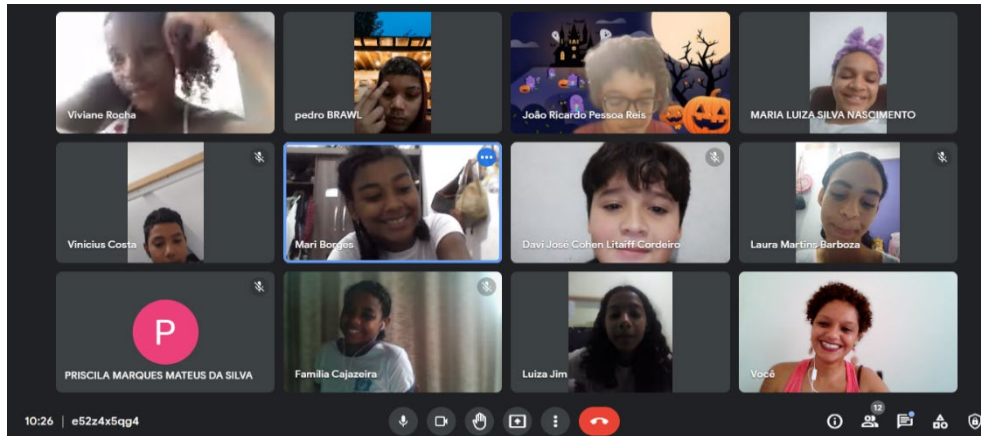 Viviane Rocha
pedro BRAWL
João Ricardo Pessoa Reis
MARIA LUIZA SILVA NASCIMENTO
Vinicius Costa
Mari Borges
Davi José Cohen Litaiff Cordeiro
Laura Martins Barboza
P
PRISCILA MARQUES MATEUS DA SILVA
Família Cajazeira
Luiza Jim
Você
10:26 | e52z4x5qg4
12